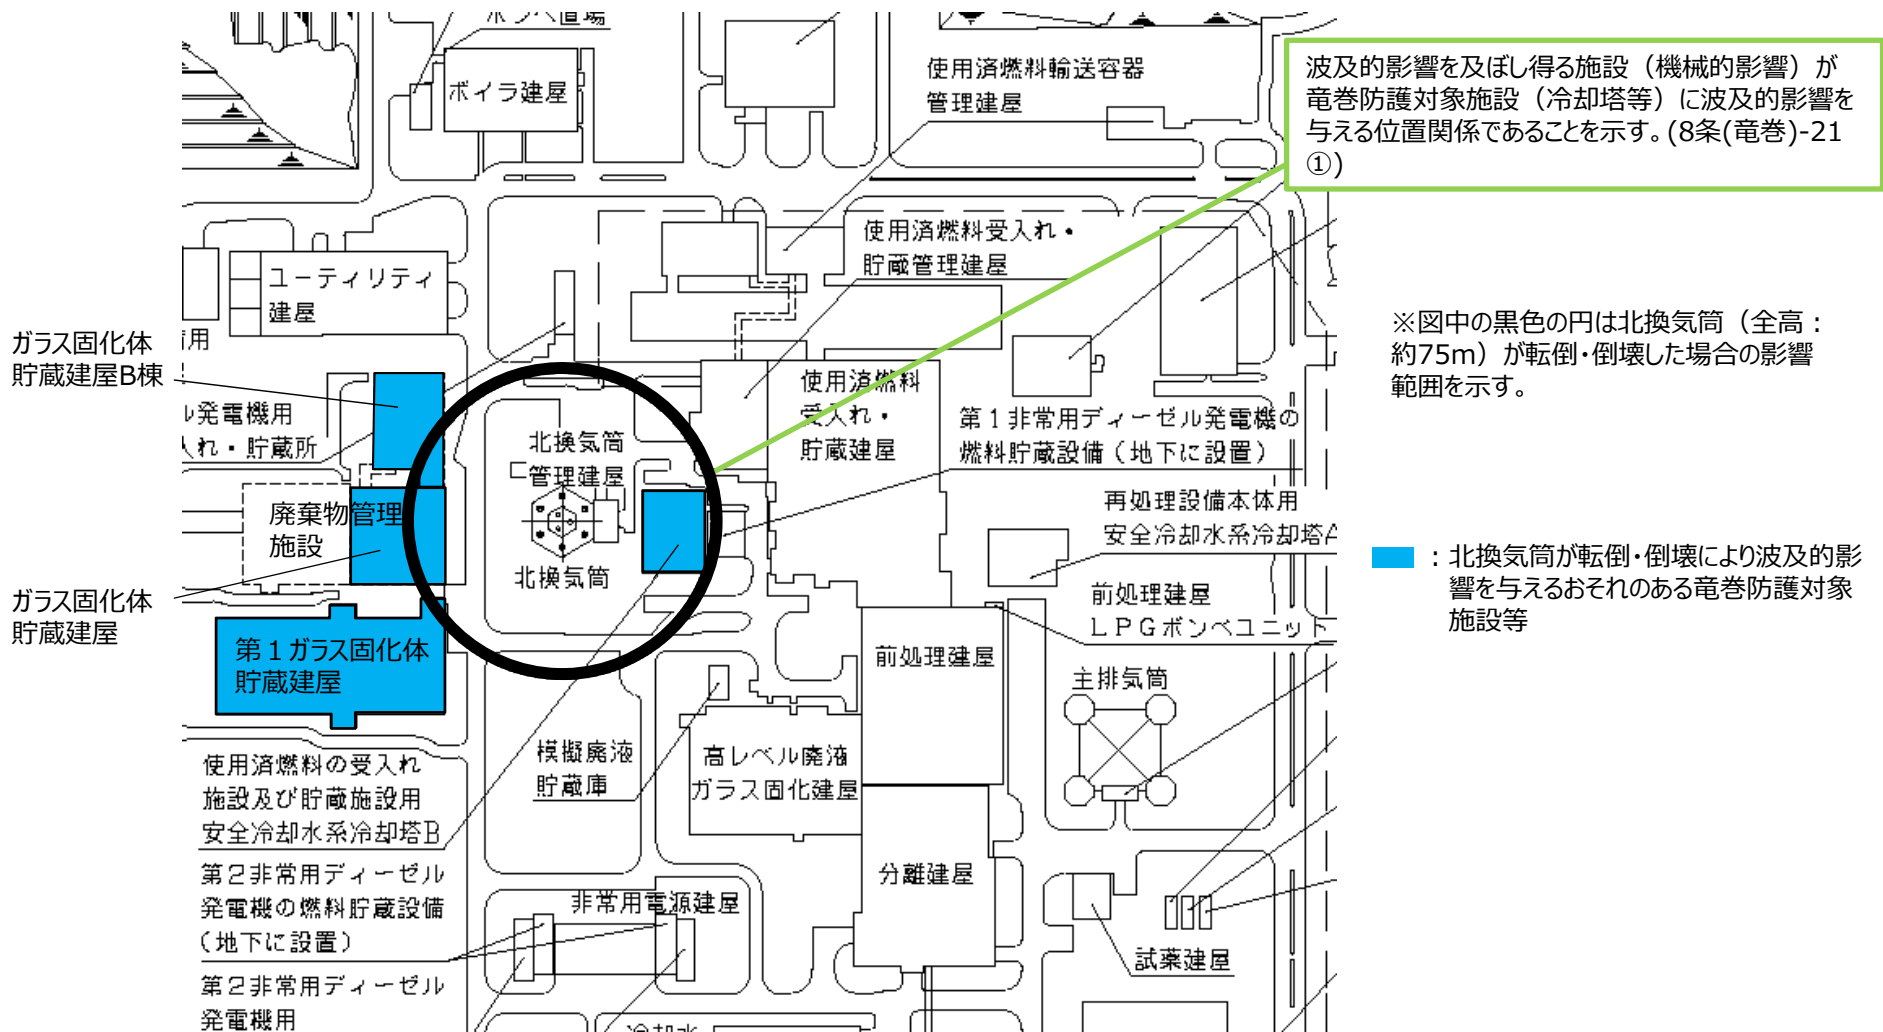 ボイラ建屋
使用済燃料輸送容器
管理建屋
波及的影響を及ぼし得る施設（機械的影響）が
竜巻防護対象施設（冷却塔等）に波及的影響を
与える位置関係であることを示す。(8条(竜巻)-21
①)
使用済燃料受入れ・
貯蔵管理建屋
ユーティリティ
建屋
用
ガラス固化体
貯蔵建屋B棟
※図中の黒色の円は北換気筒（全高：
約75m）が転倒・倒壊した場合の影響
範囲を示す。
使用済燃料
受入れ・
貯蔵建屋
ル発電機用
入れ・貯蔵所
第１非常用ディーゼル発電機の
燃料貯蔵設備（地下に設置）
北換気筒
管理建屋
北換気筒
廃棄物管理
施設
再処理設備本体用
安全冷却水系冷却塔A
：北換気筒が転倒・倒壊により波及的影
響を与えるおそれのある竜巻防護対象
施設等
ガラス固化体
貯蔵建屋
前処理建屋
ＬＰＧボンベユニット
第１ガラス固化体
貯蔵建屋
前処理建屋
主排気筒
使用済燃料の受入れ
施設及び貯蔵施設用
安全冷却水系冷却塔B
模擬廃液
貯蔵庫
高レベル廃液
ガラス固化建屋
第２非常用ディーゼル
発電機の燃料貯蔵設備
（地下に設置）
非常用電源建屋
分離建屋
試薬建屋
第２非常用ディーゼル
発電機用